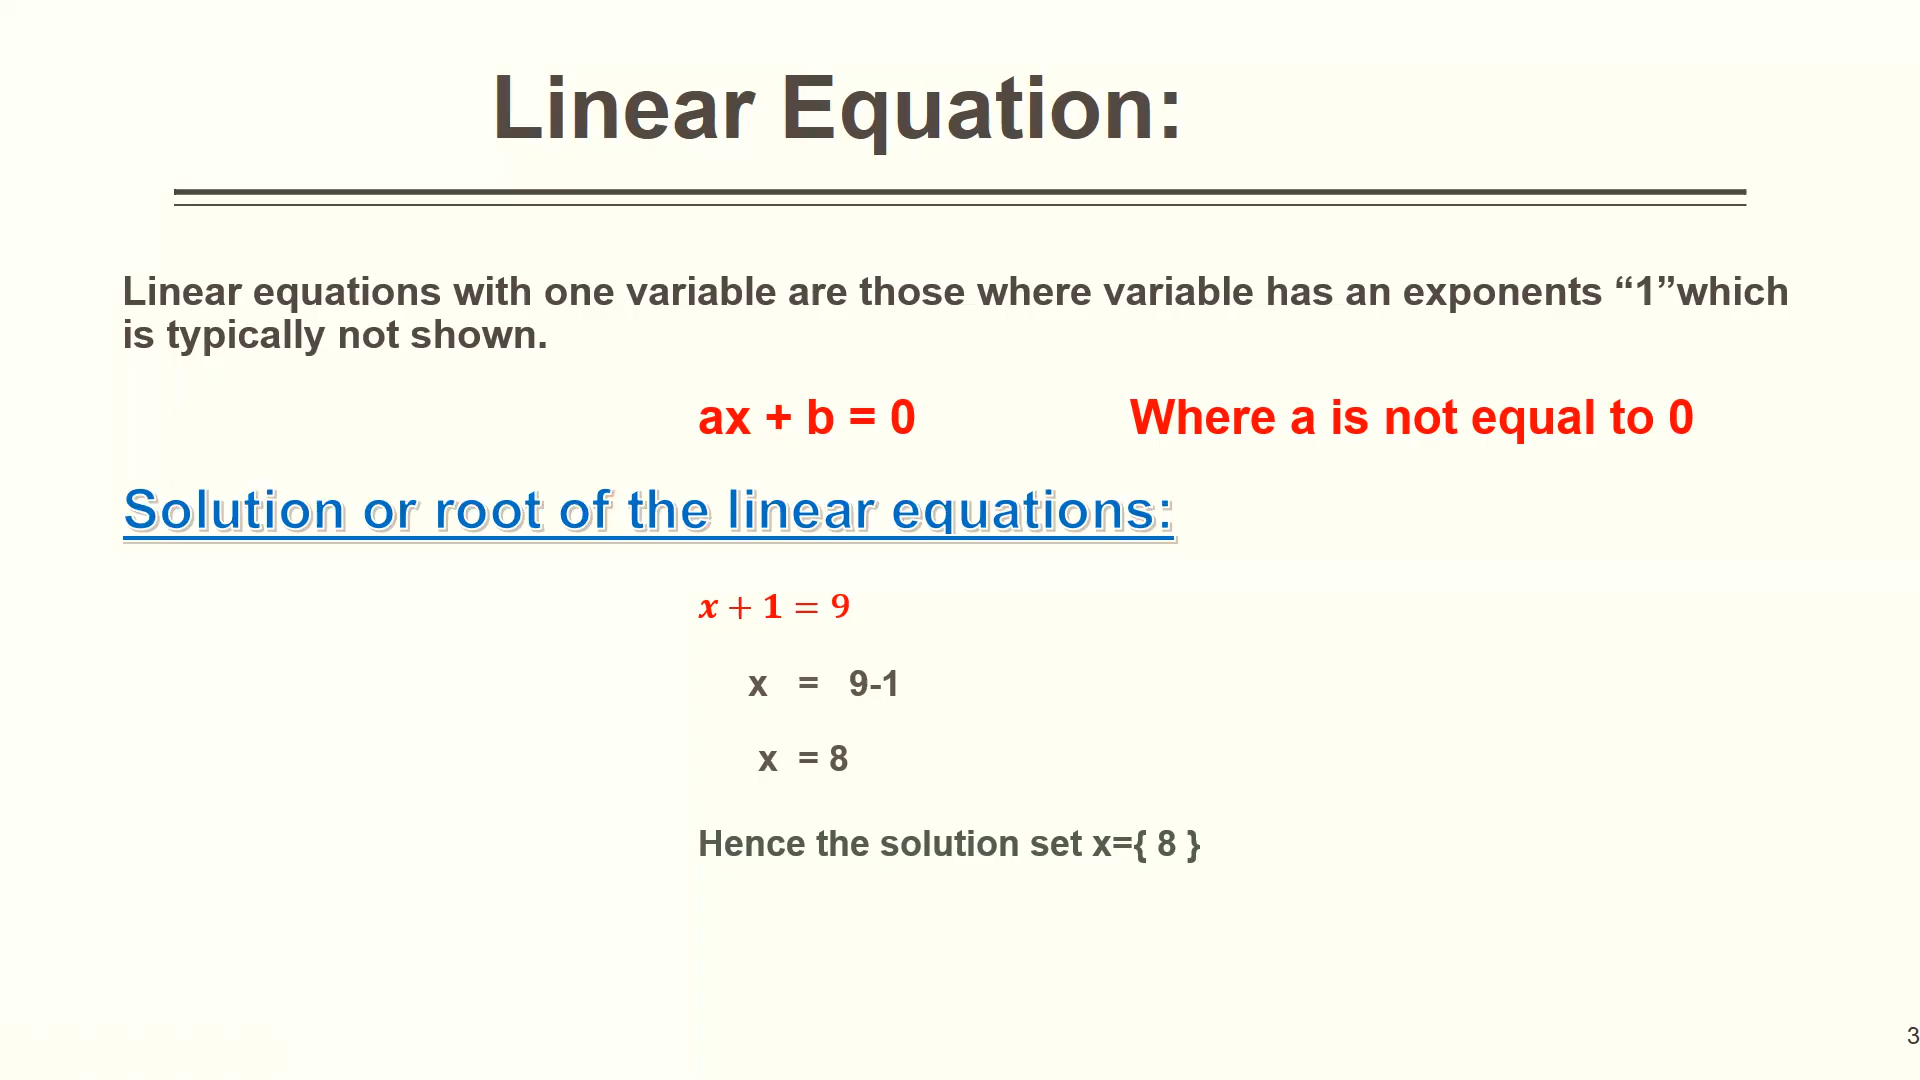 Linear Equation:
Linear equations with one variable are those where variable has an exponents “1”which
is typically not shown.
ax + b = 0 Where a is not equal to 0
Solution or root of the linear equations:
x + 1 = 9
x = 9-1
x = 8
Hence the solution set x={ 8 }
3